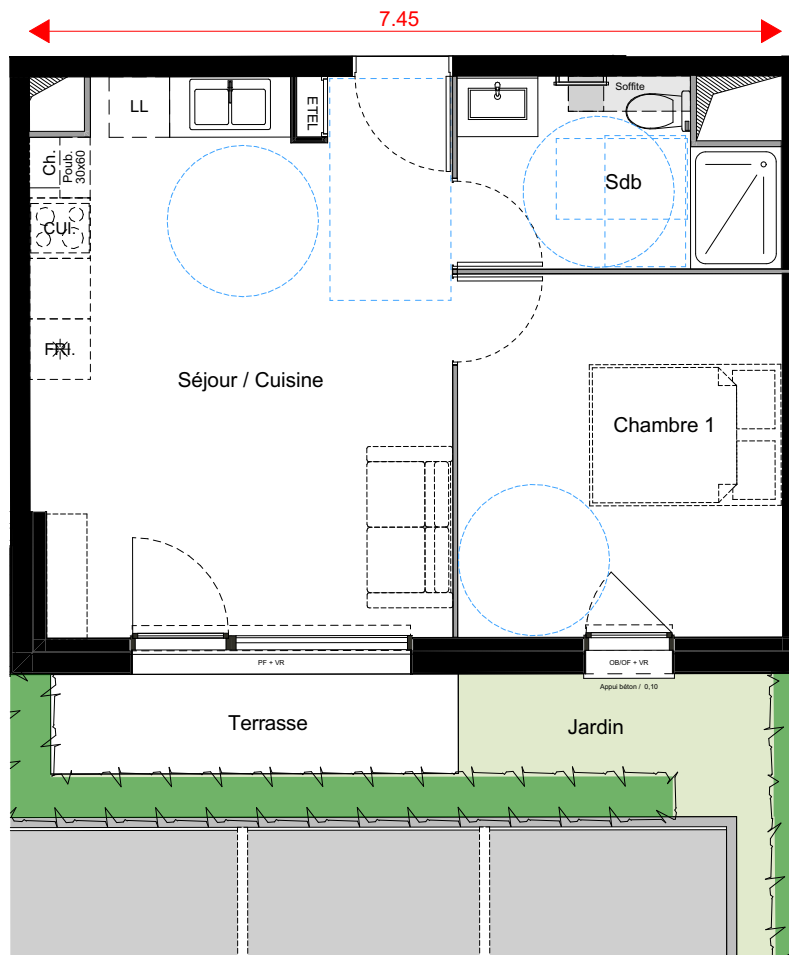 7.45
LL
ETEL
Soffite
Ch.
Poub.
30x60
Sdb
CUI.
FRI.
Séjour / Cuisine
Chambre 1
PF + VR
OB/OF + VR
Appui béton / 0,10
Terrasse
Jardin